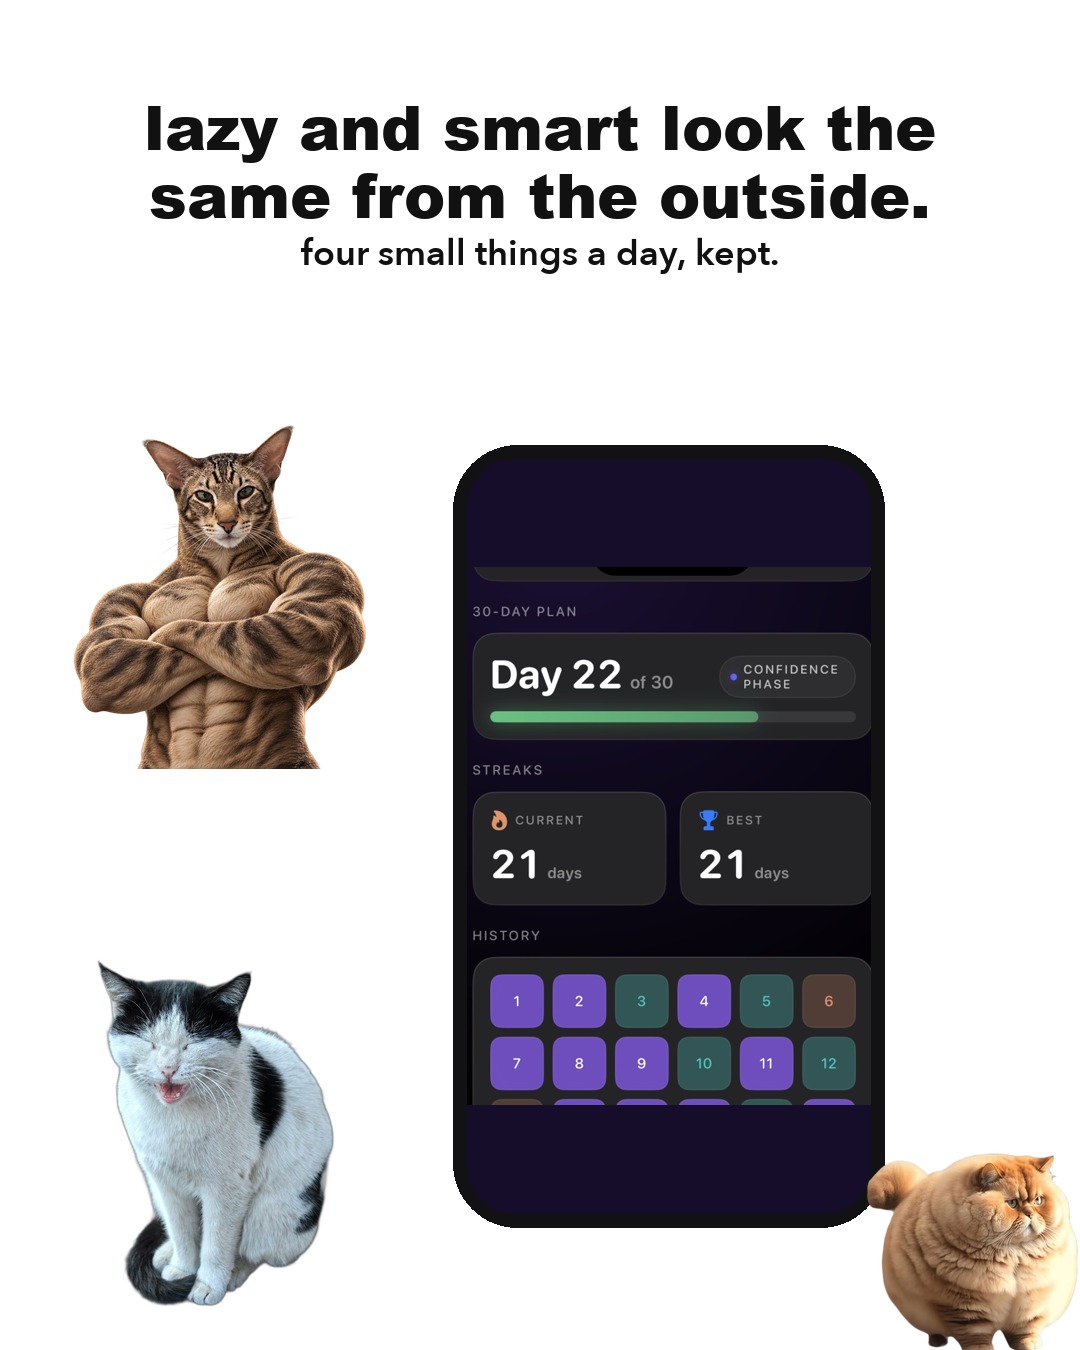 lazy and smart look the
same from the outside.
four small things a day, kept.
30-DAY PLAN
Day 22 of 30
CONFIDENCE
PHASE
STREAKS
CURRENT
21 days
BEST
21 days
HISTORY
1 2 3 4 5 6
7 8 9 10 11 12